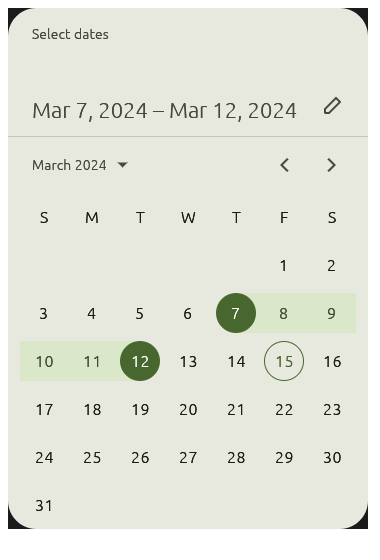 Select dates
Mar 7, 2024 – Mar 12, 2024
March 2024
S M T W T F S
1 2
3 4 5 6 7 8 9
10 11 12 13 14 15 16
17 18 19 20 21 22 23
24 25 26 27 28 29 30
31